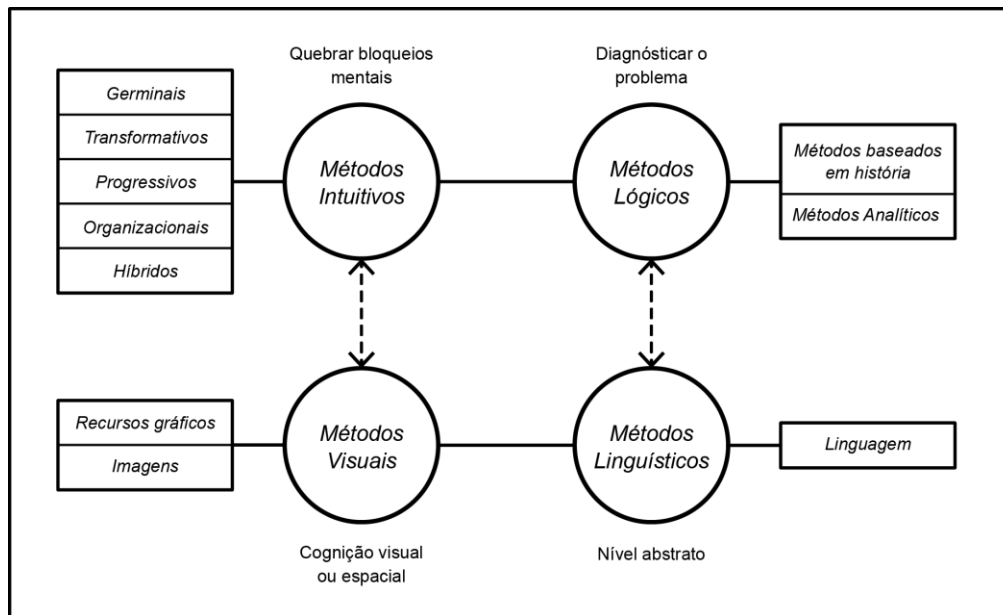 Quebrar bloqueios
mentais
Diagnósticar o
problema
Germinais
Transformativos
Progressivos
Organizacionais
Híbridos
Métodos
Intuitivos
Métodos
Lógicos
Métodos baseados
em história
Métodos Analíticos
Recursos gráficos
Imagens
Métodos
Visuais
Métodos
Linguísticos
Linguagem
Cognição visual
ou espacial
Nível abstrato